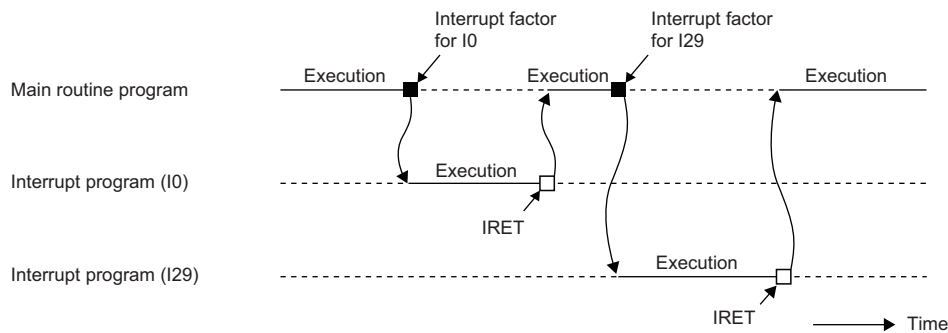 Interrupt factor
for I0
Interrupt factor
for I29
Execution
Execution
Execution
Main routine program
Execution
Interrupt program (I0)
IRET
Execution
Interrupt program (I29)
IRET
Time